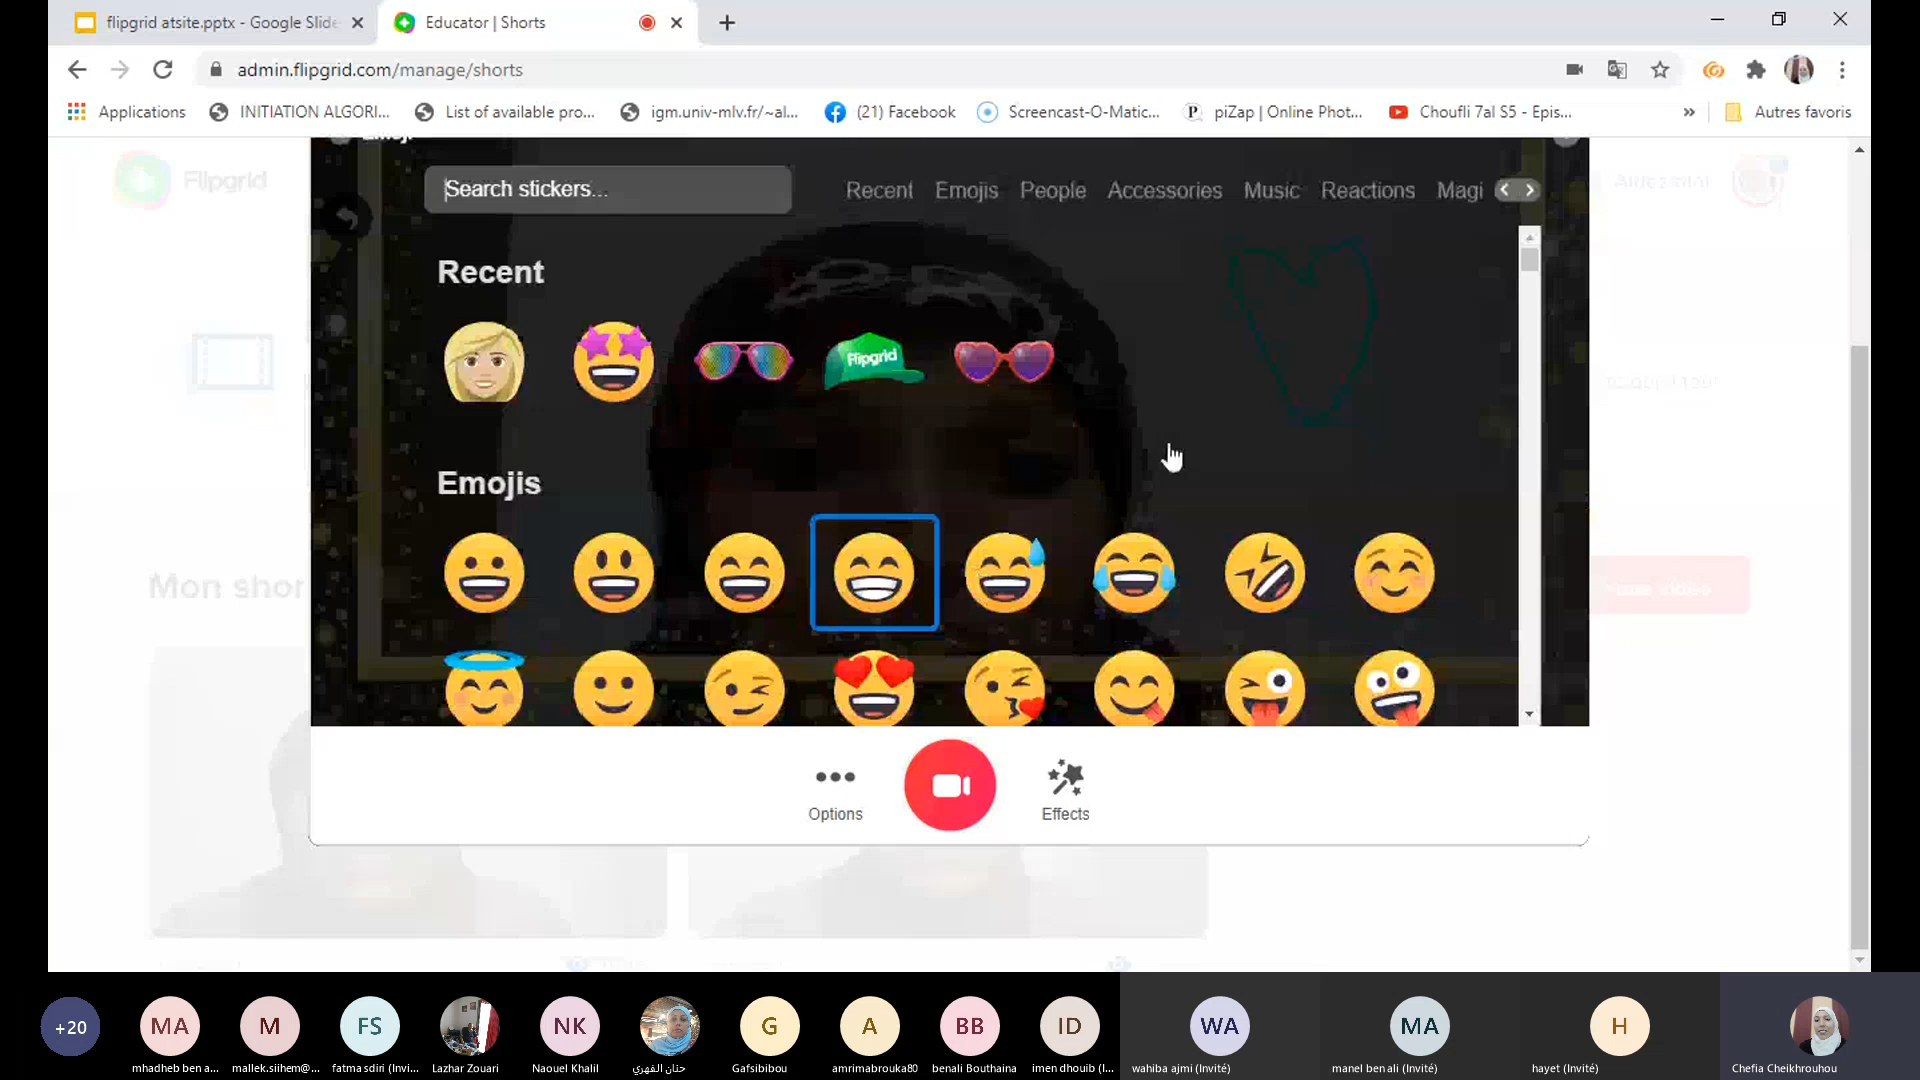 flipgrid atsite.pptx - Google Slide
Educator | Shorts
admin.flipgrid.com/manage/shorts
Applications
INITIATION ALGORI...
List of available pro...
igm.univ-mlv.fr/~al...
(21) Facebook
Screencast-O-Matic...
piZap | Online Phot...
Choufli 7al S5 - Epis...
»
Autres favoris
Flipgrid
Search stickers...
Recent
Emojis
People
Accessories
Music
Reactions
Magi
Recent
Flipgrid
Emojis
Mon shor
Options
Effects
+20
MA
M
FS
NK
G
A
BB
ID
WA
MA
H
mhadheb ben a...
mallek.siihem@...
fatma sdiri (Invi...
Lazhar Zouari
Naouel Khalil
حنان الفهري
Gafsibibou
amrimabrouka80
benali Bouthaina
imen dhouib (I...
wahiba ajmi (Invité)
manel ben ali (Invité)
hayet (Invité)
Chefia Cheikhrouhou